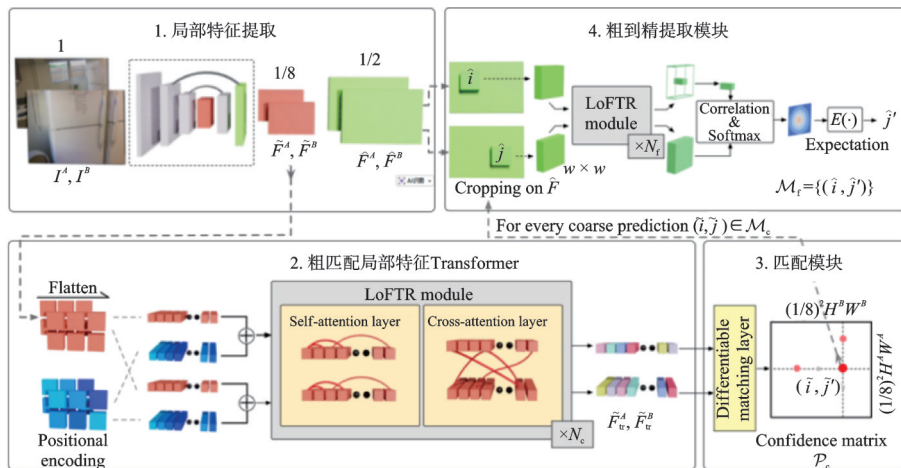 1. 局部特征提取
1
1/8
1/2
I^A, I^B
F̃^A, F̃^B
F̂^A, F̂^B
4. 粗到精提取模块
î
ĵ
Cropping on F̂
w × w
LoFTR
module
×N_f
Correlation
&
Softmax
E(·)
ĵ′
Expectation
M_f={(î, ĵ′)}
For every coarse prediction (ĩ, j̃) ∈ M_c
2. 粗匹配局部特征Transformer
Flatten
Positional
encoding
LoFTR module
Self-attention layer
Cross-attention layer
×N_c
F̃^A_tr, F̃^B_tr
3. 匹配模块
Differentiable
matching layer
(1/8)²H^BW^B
(1/8)²H^AW^A
(ĩ, j̃′)
Confidence matrix
P_c